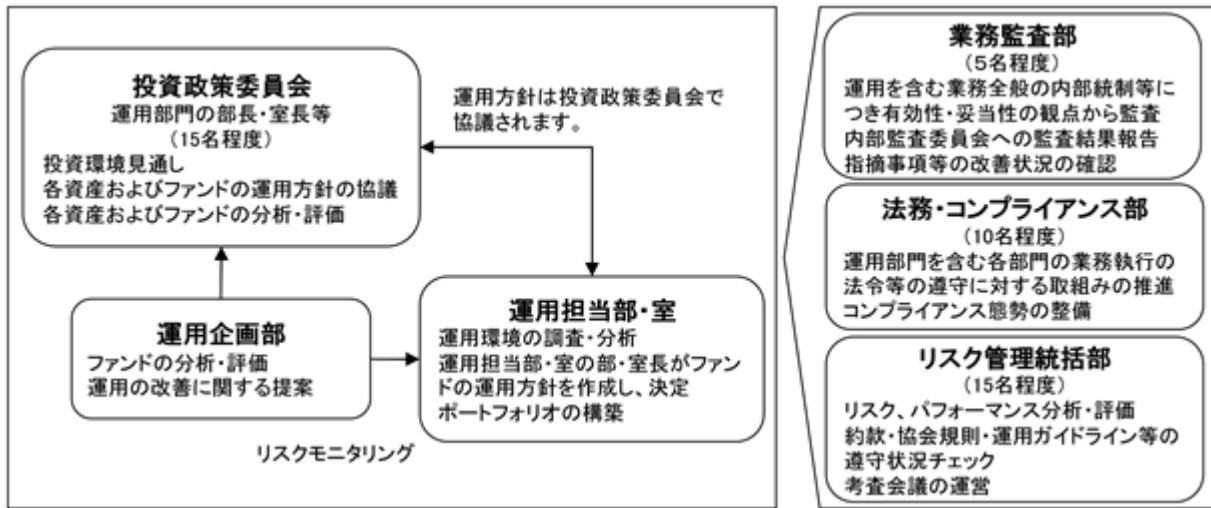 投資政策委員会
運用部門の部長・室長等
(15名程度)
投資環境見通し
各資産およびファンドの運用方針の協議
各資産およびファンドの分析・評価
運用方針は投資政策委員会で
協議されます。
運用企画部
ファンドの分析・評価
運用の改善に関する提案
運用担当部・室
運用環境の調査・分析
運用担当部・室の部・室長がファン
ドの運用方針を作成し、決定
ポートフォリオの構築
リスクモニタリング
業務監査部
(5名程度)
運用を含む業務全般の内部統制等に
つき有効性・妥当性の観点から監査
内部監査委員会への監査結果報告
指摘事項等の改善状況の確認
法務・コンプライアンス部
(10名程度)
運用部門を含む各部門の業務執行の
法令等の遵守に対する取組みの推進
コンプライアンス態勢の整備
リスク管理統括部
(15名程度)
リスク、パフォーマンス分析・評価
約款・協会規則・運用ガイドライン等の
遵守状況チェック
考査会議の運営